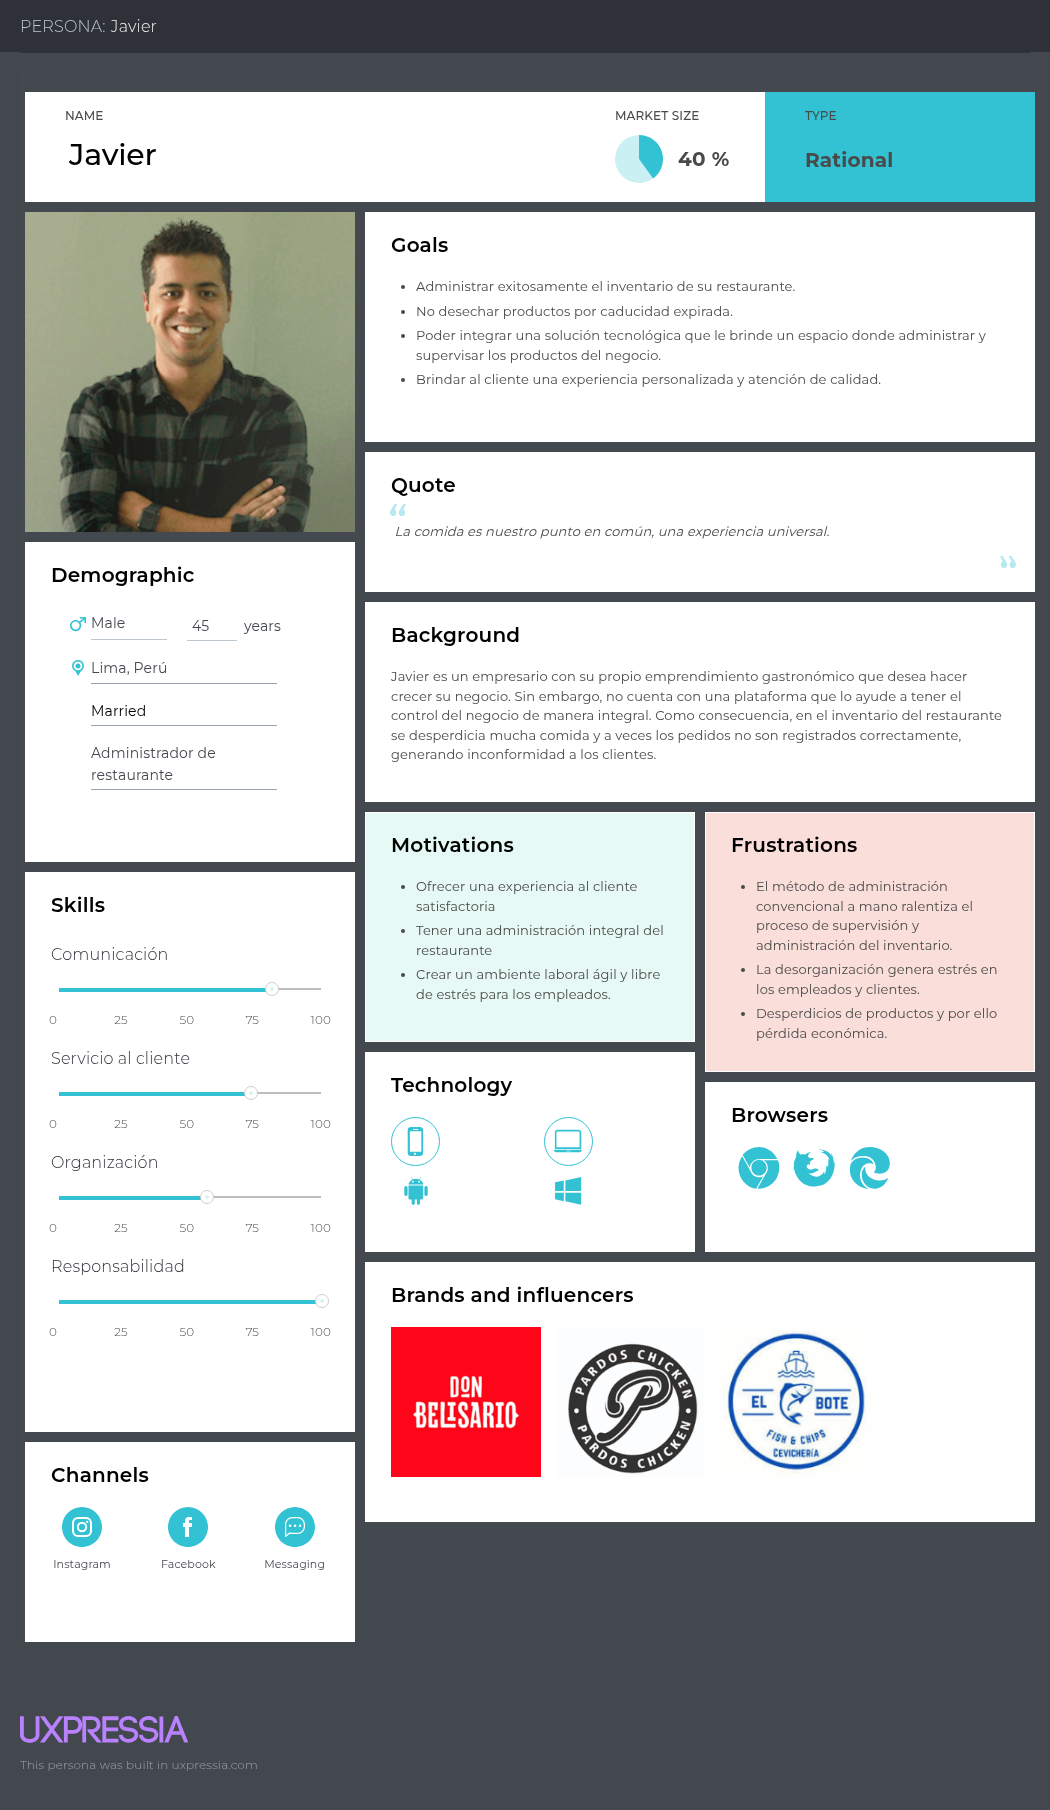 PERSONA: Javier
NAME
Javier
MARKET SIZE
40 %
TYPE
Rational
Goals
Administrar exitosamente el inventario de su restaurante.
No desechar productos por caducidad expirada.
Poder integrar una solución tecnológica que le brinde un espacio donde administrar y
supervisar los productos del negocio.
Brindar al cliente una experiencia personalizada y atención de calidad.
Quote
“
La comida es nuestro punto en común, una experiencia universal.
”
Demographic
Male
45 years
Lima, Perú
Married
Administrador de
restaurante
Background
Javier es un empresario con su propio emprendimiento gastronómico que desea hacer
crecer su negocio. Sin embargo, no cuenta con una plataforma que lo ayude a tener el
control del negocio de manera integral. Como consecuencia, en el inventario del restaurante
se desperdicia mucha comida y a veces los pedidos no son registrados correctamente,
generando inconformidad a los clientes.
Motivations
Ofrecer una experiencia al cliente
satisfactoria
Tener una administración integral del
restaurante
Crear un ambiente laboral ágil y libre
de estrés para los empleados.
Frustrations
El método de administración
convencional a mano ralentiza el
proceso de supervisión y
administración del inventario.
La desorganización genera estrés en
los empleados y clientes.
Desperdicios de productos y por ello
pérdida económica.
Skills
Comunicación
0 25 50 75 100
Servicio al cliente
0 25 50 75 100
Organización
0 25 50 75 100
Responsabilidad
0 25 50 75 100
Technology
Browsers
Brands and influencers
DON
BELISARIO
PARDOS CHICKEN
P
PARDOS CHICKEN
EL BOTE
FISH & CHIPS
CEVICHERÍA
Channels
Instagram
Facebook
Messaging
UXPRESSIA
This persona was built in uxpressia.com